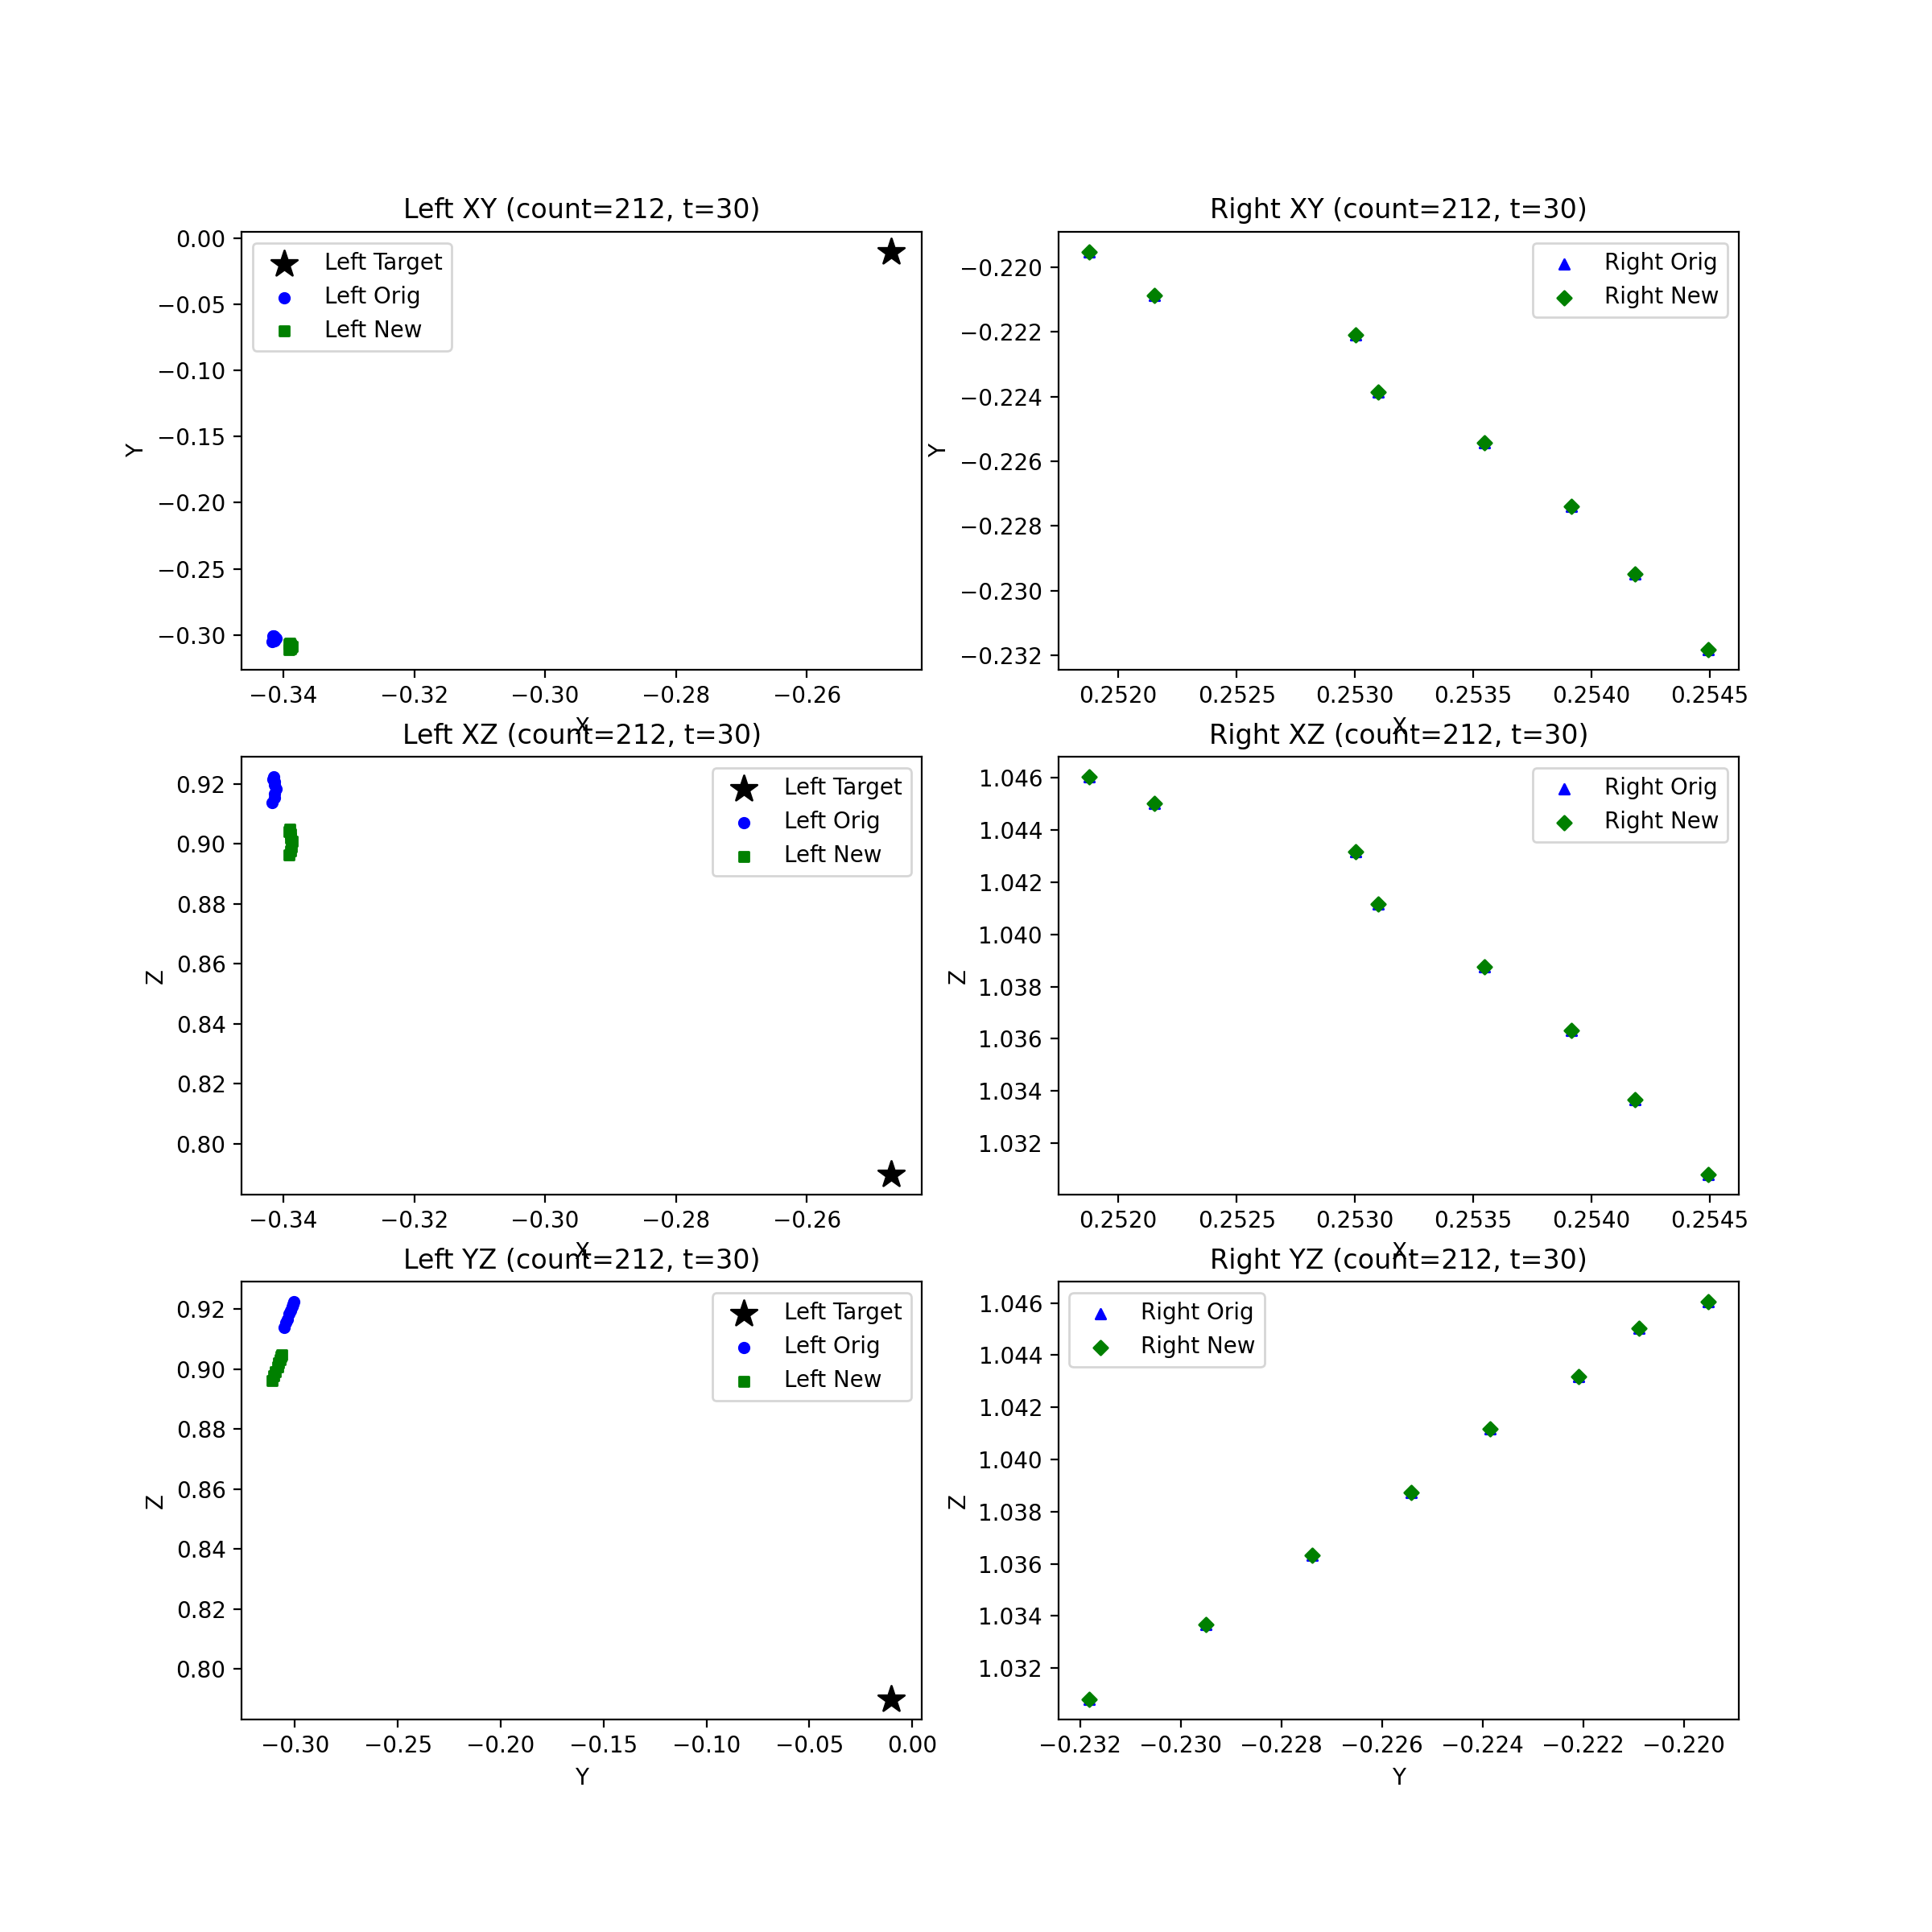 Left XY (count=212, t=30)
Left Target
Left Orig
Left New
0.00
−0.05
−0.10
−0.15
−0.20
−0.25
−0.30
Y
−0.34
−0.32
−0.30
−0.28
−0.26
X
Right XY (count=212, t=30)
Right Orig
Right New
−0.220
−0.222
−0.224
−0.226
−0.228
−0.230
−0.232
Y
0.2520
0.2525
0.2530
0.2535
0.2540
0.2545
X
Left XZ (count=212, t=30)
Left Target
Left Orig
Left New
0.92
0.90
0.88
0.86
0.84
0.82
0.80
Z
−0.34
−0.32
−0.30
−0.28
−0.26
X
Right XZ (count=212, t=30)
Right Orig
Right New
1.046
1.044
1.042
1.040
1.038
1.036
1.034
1.032
Z
0.2520
0.2525
0.2530
0.2535
0.2540
0.2545
X
Left YZ (count=212, t=30)
Left Target
Left Orig
Left New
0.92
0.90
0.88
0.86
0.84
0.82
0.80
Z
−0.30
−0.25
−0.20
−0.15
−0.10
−0.05
0.00
Y
Right YZ (count=212, t=30)
Right Orig
Right New
1.046
1.044
1.042
1.040
1.038
1.036
1.034
1.032
Z
−0.232
−0.230
−0.228
−0.226
−0.224
−0.222
−0.220
Y